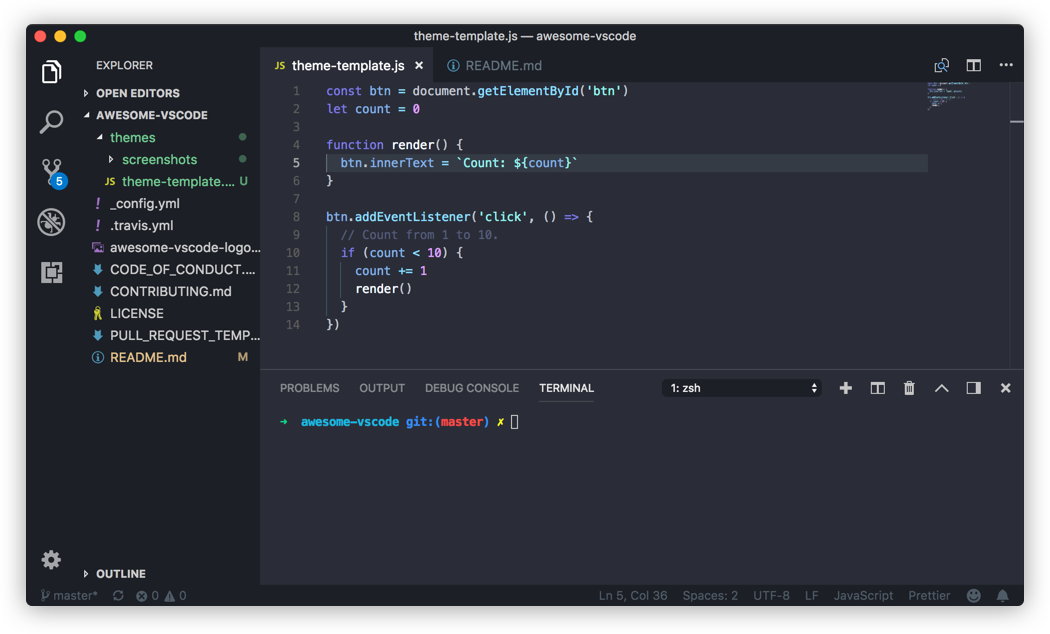 theme-template.js — awesome-vscode
EXPLORER
OPEN EDITORS
AWESOME-VSCODE
themes
screenshots
JS theme-template.... U
! _config.yml
! .travis.yml
awesome-vscode-logo...
CODE_OF_CONDUCT....
CONTRIBUTING.md
LICENSE
PULL_REQUEST_TEMP...
README.md M
5
OUTLINE
JS theme-template.js × README.md
1 const btn = document.getElementById('btn')
2 let count = 0
3
4 function render() {
5 btn.innerText = `Count: ${count}`
6 }
7
8 btn.addEventListener('click', () => {
9 // Count from 1 to 10.
10 if (count < 10) {
11 count += 1
12 render()
13 }
14 })
PROBLEMS OUTPUT DEBUG CONSOLE TERMINAL 1: zsh
➜ awesome-vscode git:(master) ✗
master* 0 0 Ln 5, Col 36 Spaces: 2 UTF-8 LF JavaScript Prettier